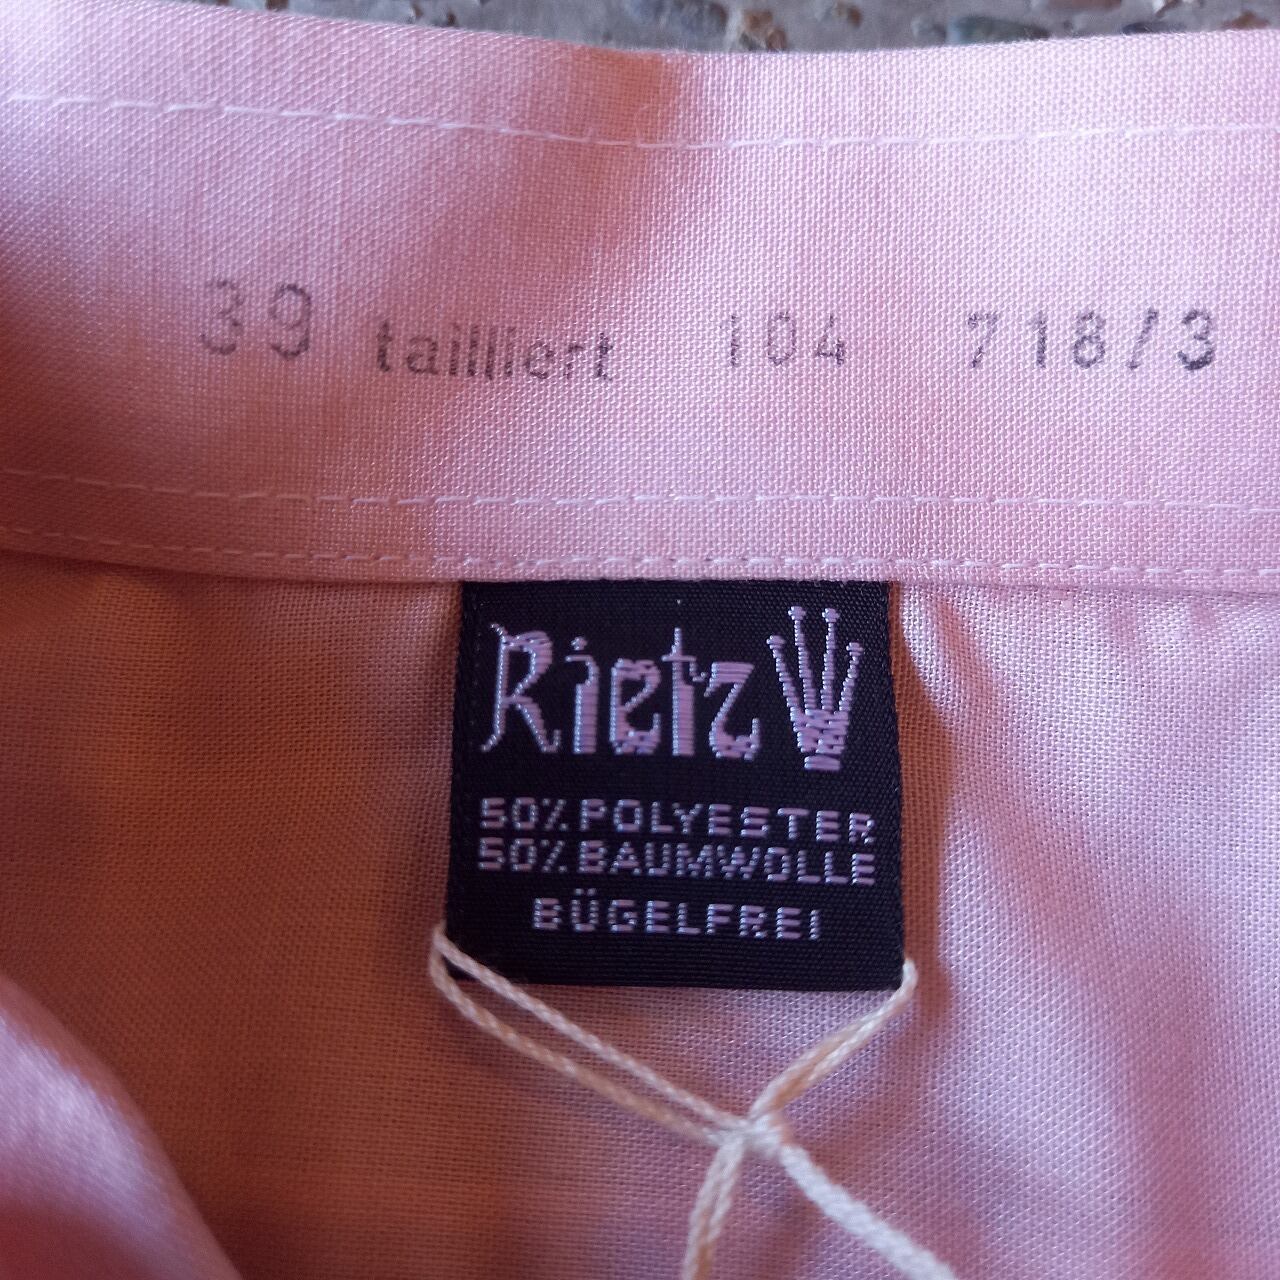 39 tailliert 104 718/3
Rietz
50% POLYESTER
50% BAUMWOLLE
BÜGELFREI